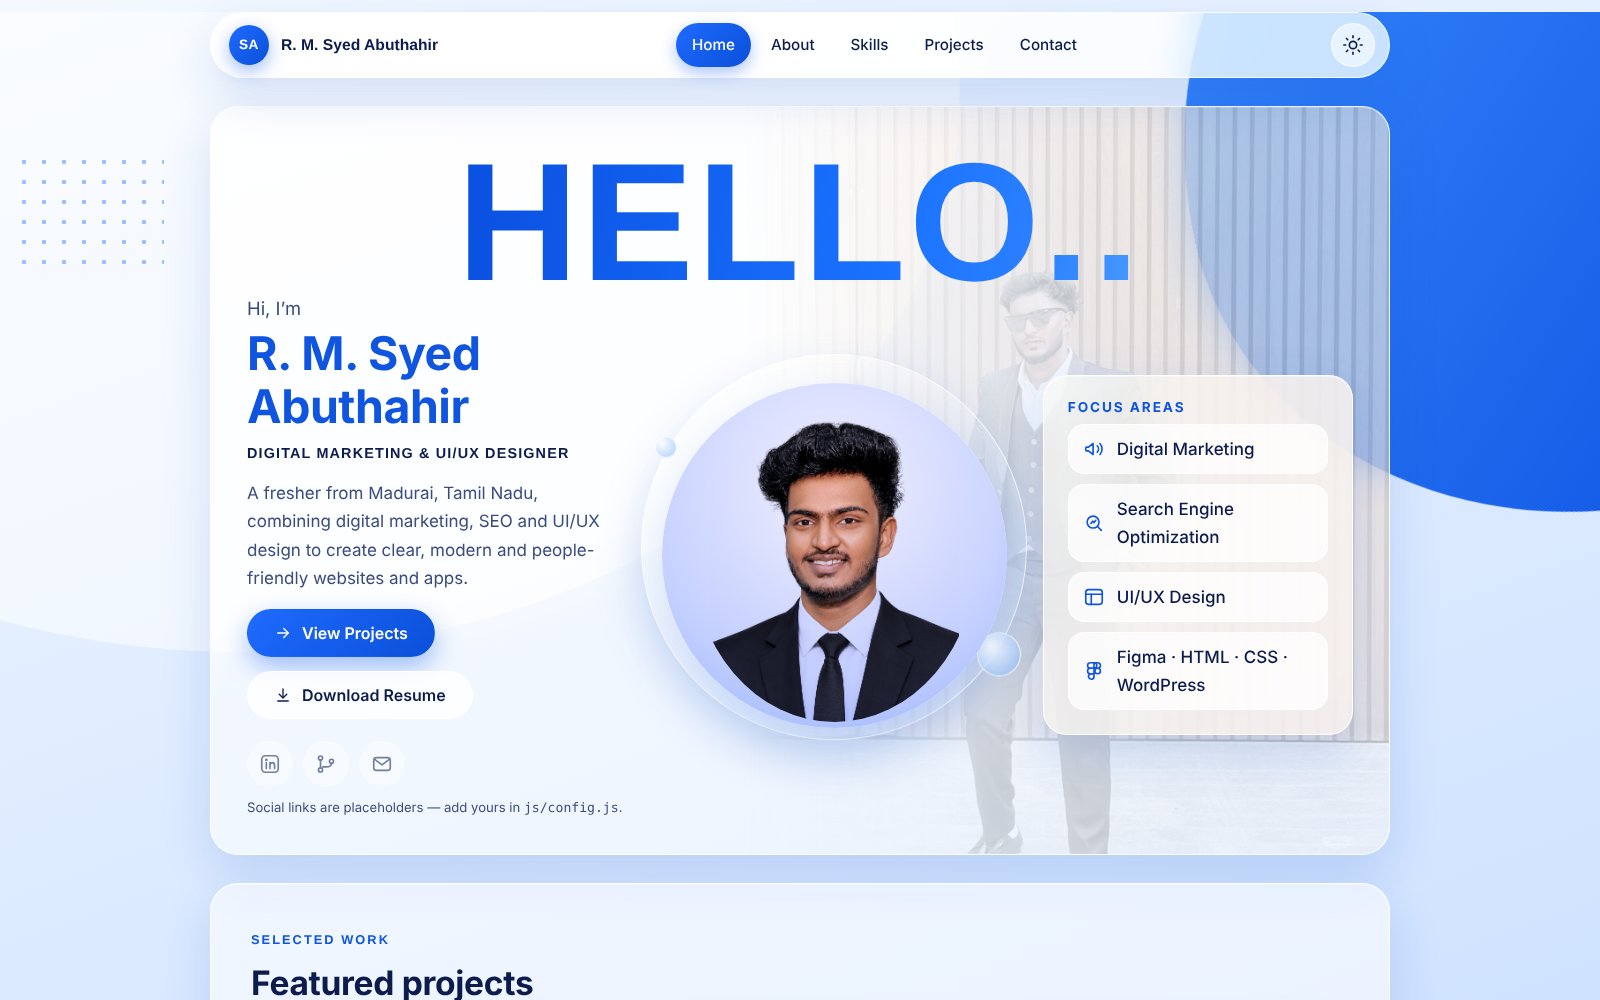 SA
R. M. Syed Abuthahir
Home
About
Skills
Projects
Contact
HELLO..
Hi, I’m
R. M. Syed
Abuthahir
DIGITAL MARKETING & UI/UX DESIGNER
A fresher from Madurai, Tamil Nadu,
combining digital marketing, SEO and UI/UX
design to create clear, modern and people-
friendly websites and apps.
View Projects
Download Resume
Social links are placeholders — add yours in js/config.js.
FOCUS AREAS
Digital Marketing
Search Engine
Optimization
UI/UX Design
Figma · HTML · CSS ·
WordPress
SELECTED WORK
Featured projects